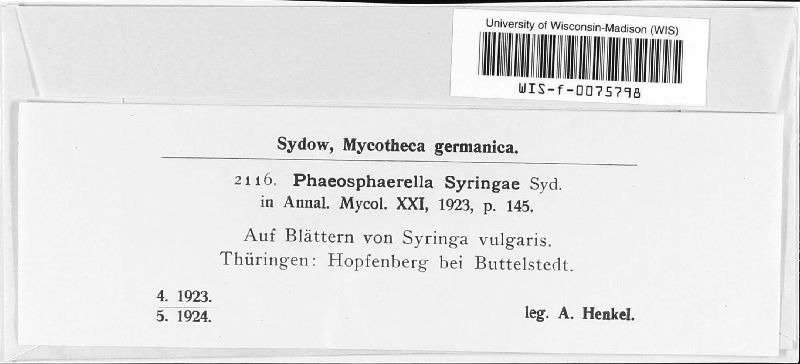 University of Wisconsin-Madison (WIS)
WIS-f-0075798
Sydow, Mycotheca germanica.
2116. Phaeosphaerella Syringae Syd.
in Annal. Mycol. XXI, 1923, p. 145.
Auf Blättern von Syringa vulgaris.
Thüringen: Hopfenberg bei Buttelstedt.
4. 1923.
5. 1924.
leg. A. Henkel.